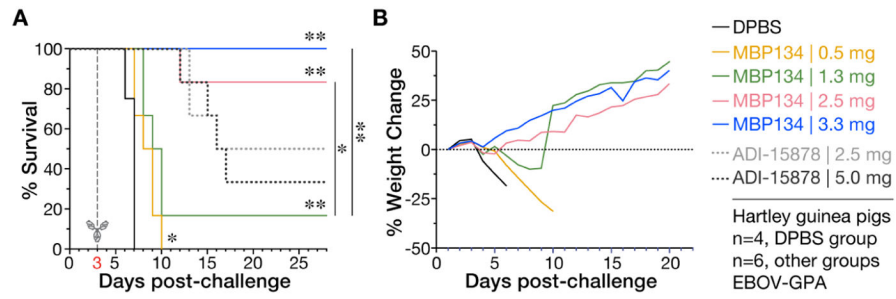 A
% Survival
100
80
60
40
20
0
0
3
5
10
15
20
25
Days post-challenge
**
**
**
*
*
**
B
% Weight Change
50
25
0
-25
-50
0
5
10
15
20
Days post-challenge
DPBS
MBP134 | 0.5 mg
MBP134 | 1.3 mg
MBP134 | 2.5 mg
MBP134 | 3.3 mg
ADI-15878 | 2.5 mg
ADI-15878 | 5.0 mg
Hartley guinea pigs
n=4, DPBS group
n=6, other groups
EBOV-GPA